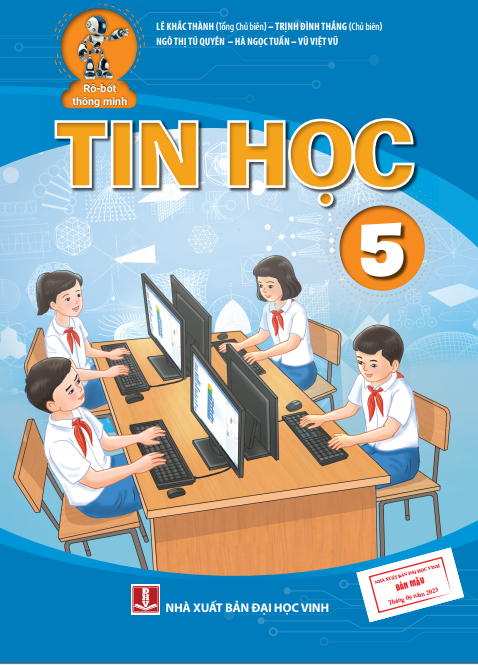 LÊ KHẮC THÀNH (Tổng Chủ biên) – TRỊNH ĐÌNH THẮNG (Chủ biên)
NGÔ THỊ TÚ QUYÊN – HÀ NGỌC TUẤN – VŨ VIỆT VŨ
Rô-bốt
thông minh
TIN HỌC
5
NHÀ XUẤT BẢN ĐẠI HỌC VINH
BẢN MẪU
Tháng 09 năm 2023
ĐHV
NHÀ XUẤT BẢN ĐẠI HỌC VINH